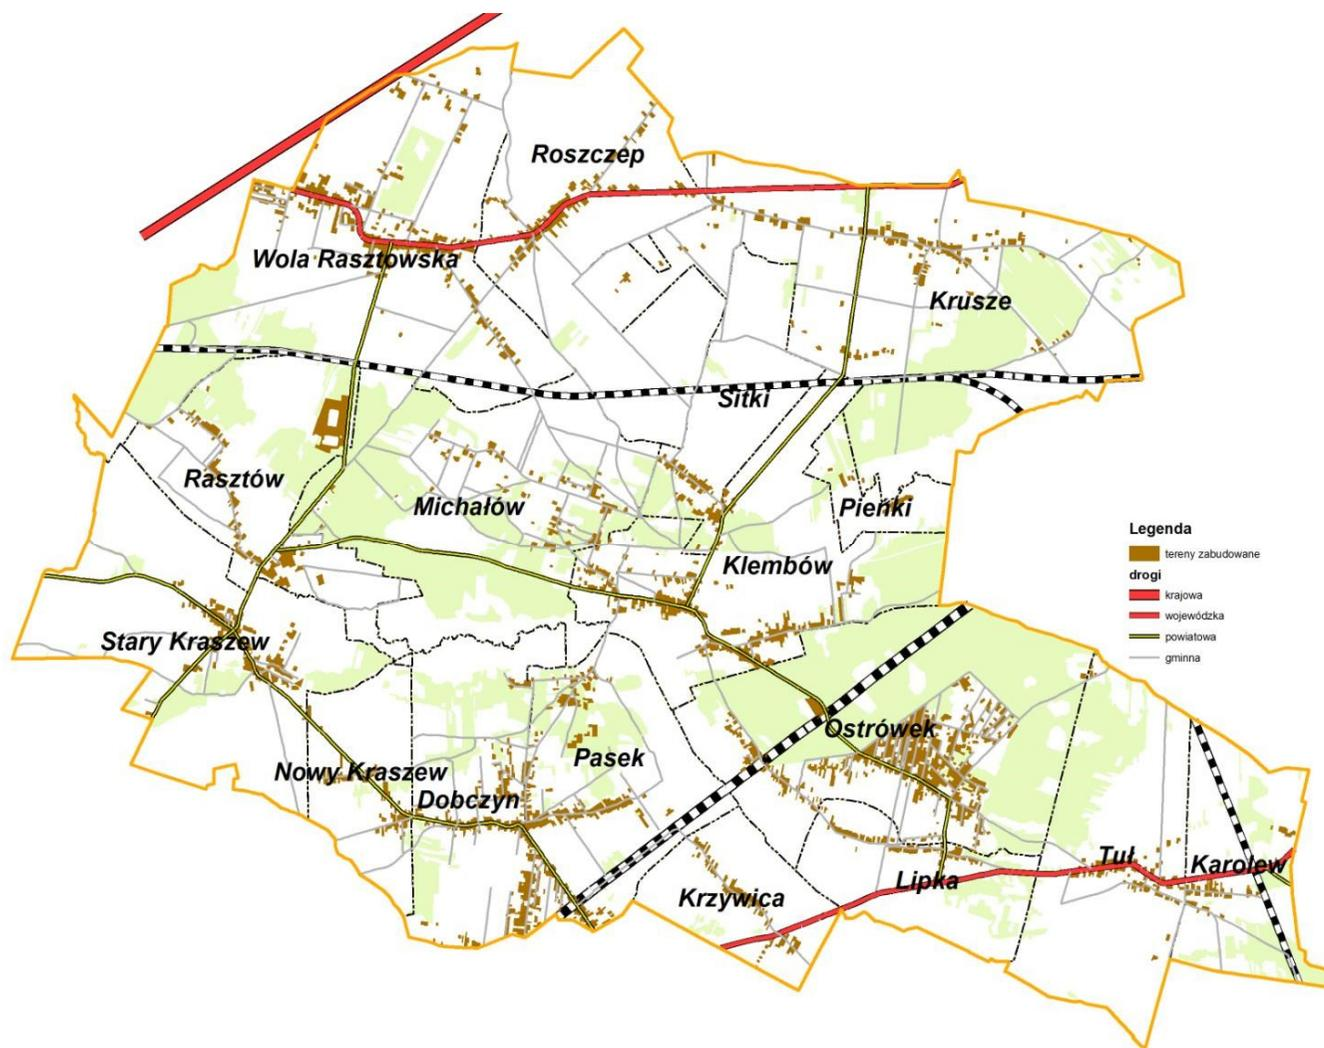 Roszczep
Wola Rasztowska
Krusze
Sitki
Rasztów
Michałów
Pieńki
Klembów
Stary Kraszew
Ostrówek
Pasek
Nowy Kraszew
Dobczyn
Tuł
Karolew
Lipka
Krzywica
Legenda
tereny zabudowane
drogi
krajowa
wojewódzka
powiatowa
gminna